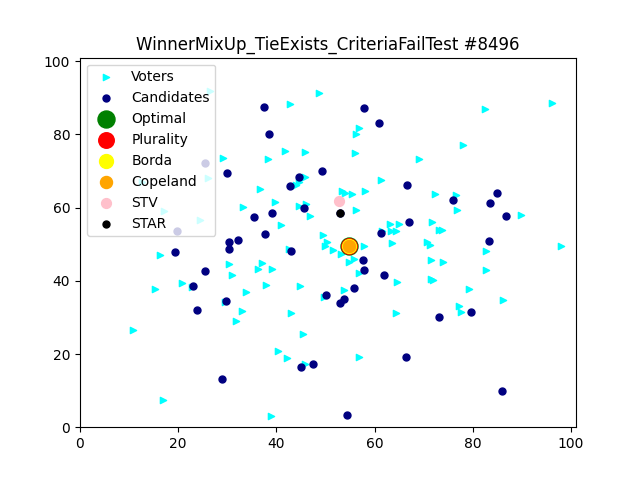 WinnerMixUp_TieExists_CriteriaFailTest #8496
100
80
60
40
20
0
Voters
Candidates
Optimal
Plurality
Borda
Copeland
STV
STAR
0 20 40 60 80 100